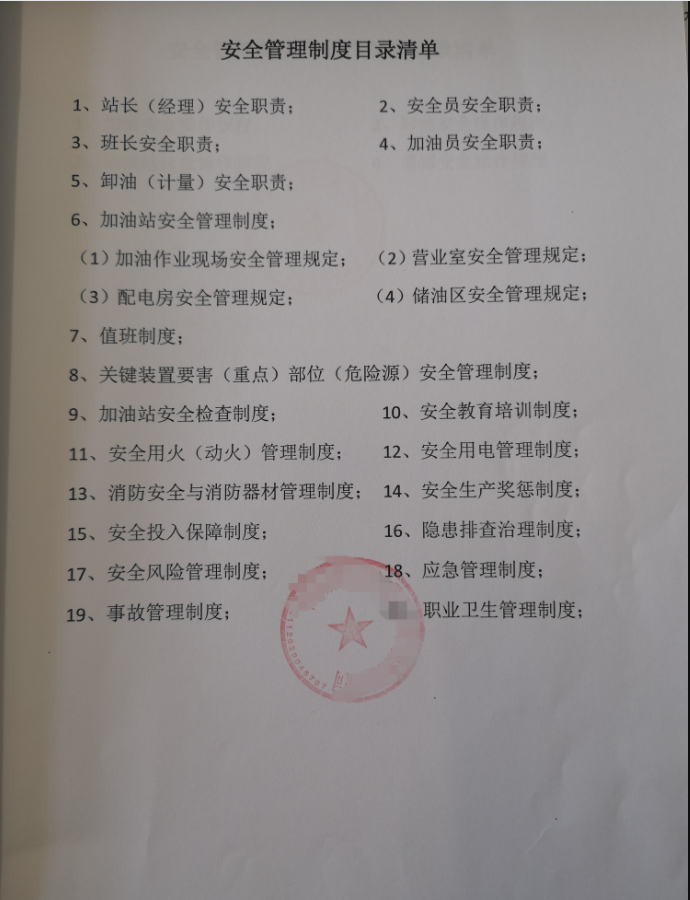 安全管理制度目录清单
1、站长（经理）安全职责； 2、安全员安全职责；
3、班长安全职责； 4、加油员安全职责；
5、卸油（计量）安全职责；
6、加油站安全管理制度；
（1）加油作业现场安全管理规定； （2）营业室安全管理规定；
（3）配电房安全管理规定； （4）储油区安全管理规定；
7、值班制度；
8、关键装置要害（重点）部位（危险源）安全管理制度；
9、加油站安全检查制度； 10、安全教育培训制度；
11、安全用火（动火）管理制度； 12、安全用电管理制度；
13、消防安全与消防器材管理制度； 14、安全生产奖惩制度；
15、安全投入保障制度； 16、隐患排查治理制度；
17、安全风险管理制度； 18、应急管理制度；
19、事故管理制度； 职业卫生管理制度；